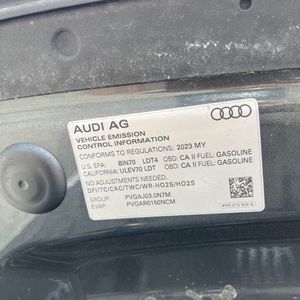 AUDI AG
VEHICLE EMISSION
CONTROL INFORMATION
CONFORMS TO REGULATIONS: 2023 MY
U.S. EPA: BIN70 LDT4 OBD: CA II FUEL: GASOLINE
CALIFORNIA: ULEV70 LDT OBD: CA II FUEL: GASOLINE
NO ADJUSTMENTS NEEDED
DFI/TC/CAC/TWC/WR-HO2S/HO2S
GROUP: PVGAJ03.0N7M
EVAP: PVGAR0150NCM